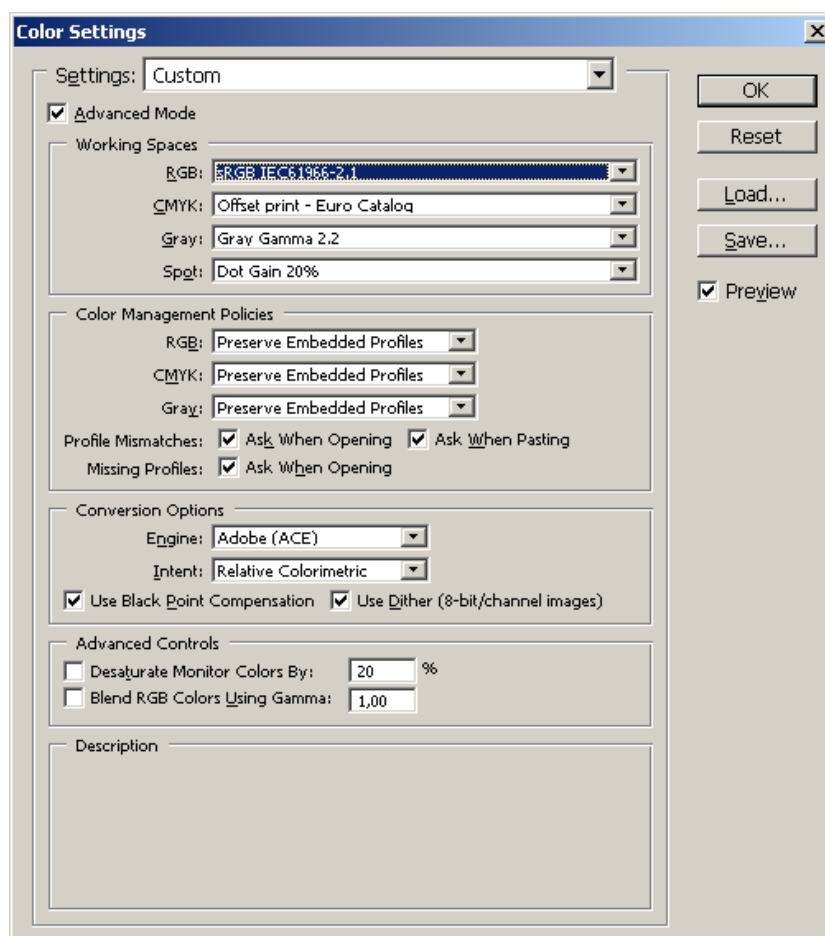 Color Settings
Settings: Custom
Advanced Mode
Working Spaces
RGB: sRGB IEC61966-2.1
CMYK: Offset print - Euro Catalog
Gray: Gray Gamma 2.2
Spot: Dot Gain 20%
Color Management Policies
RGB: Preserve Embedded Profiles
CMYK: Preserve Embedded Profiles
Gray: Preserve Embedded Profiles
Profile Mismatches: Ask When Opening Ask When Pasting
Missing Profiles: Ask When Opening
Conversion Options
Engine: Adobe (ACE)
Intent: Relative Colorimetric
Use Black Point Compensation Use Dither (8-bit/channel images)
Advanced Controls
Desaturate Monitor Colors By: 20 %
Blend RGB Colors Using Gamma: 1,00
Description
OK
Reset
Load...
Save...
Preview